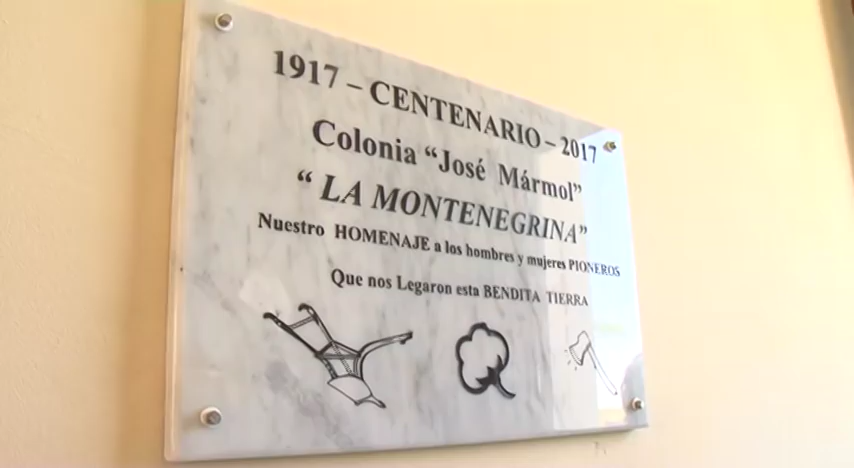 1917 – CENTENARIO – 2017
Colonia “José Mármol”
“ LA MONTENEGRINA”
Nuestro HOMENAJE a los hombres y mujeres PIONEROS
Que nos Legaron esta BENDITA TIERRA